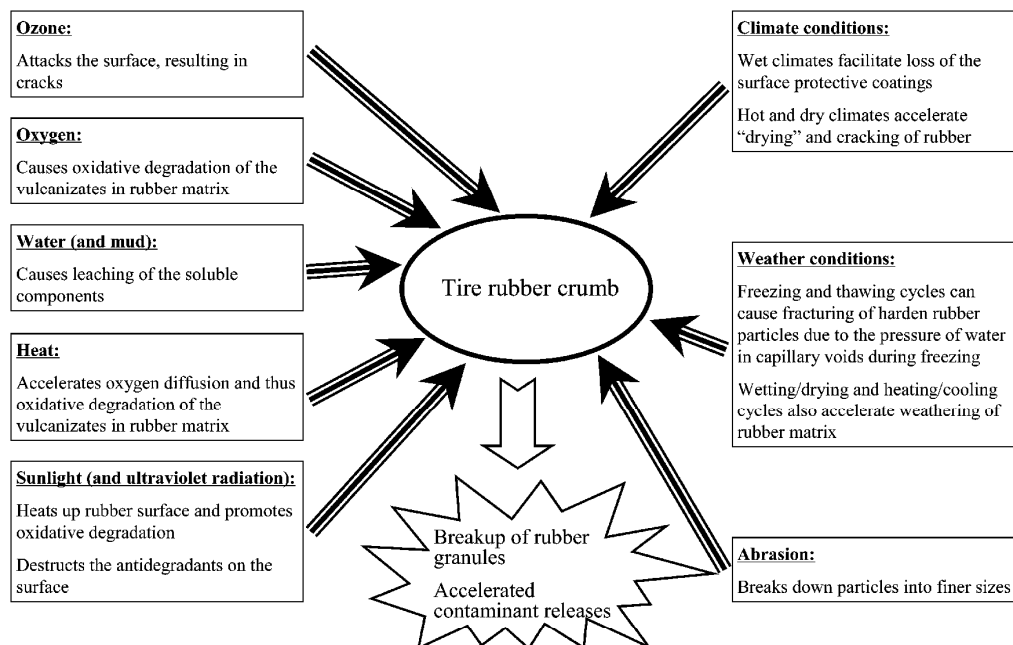 Ozone:
Attacks the surface, resulting in
cracks
Oxygen:
Causes oxidative degradation of the
vulcanizates in rubber matrix
Water (and mud):
Causes leaching of the soluble
components
Heat:
Accelerates oxygen diffusion and thus
oxidative degradation of the
vulcanizates in rubber matrix
Sunlight (and ultraviolet radiation):
Heats up rubber surface and promotes
oxidative degradation
Destructs the antidegradants on the
surface
Tire rubber crumb
Breakup of rubber
granules
Accelerated
contaminant releases
Climate conditions:
Wet climates facilitate loss of the
surface protective coatings
Hot and dry climates accelerate
“drying” and cracking of rubber
Weather conditions:
Freezing and thawing cycles can
cause fracturing of harden rubber
particles due to the pressure of water
in capillary voids during freezing
Wetting/drying and heating/cooling
cycles also accelerate weathering of
rubber matrix
Abrasion:
Breaks down particles into finer sizes